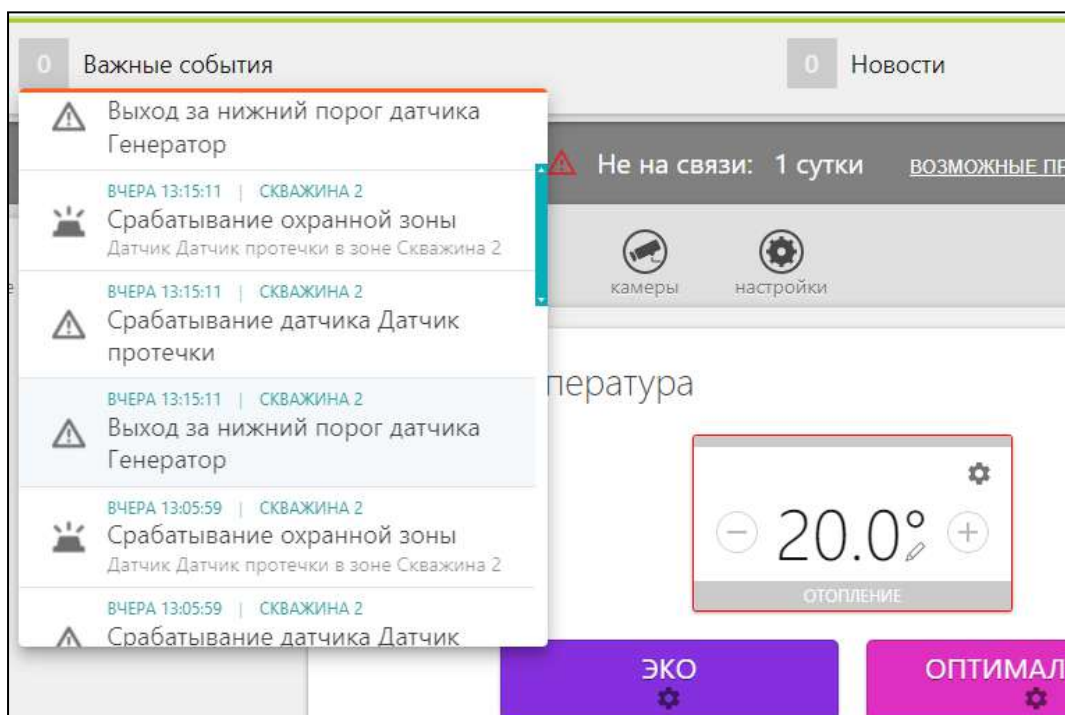 0 Важные события
0 Новости
Выход за нижний порог датчика
Генератор
ВЧЕРА 13:15:11 | СКВАЖИНА 2
Срабатывание охранной зоны
Датчик Датчик протечки в зоне Скважина 2
ВЧЕРА 13:15:11 | СКВАЖИНА 2
Срабатывание датчика Датчик
протечки
ВЧЕРА 13:15:11 | СКВАЖИНА 2
Выход за нижний порог датчика
Генератор
ВЧЕРА 13:05:59 | СКВАЖИНА 2
Срабатывание охранной зоны
Датчик Датчик протечки в зоне Скважина 2
ВЧЕРА 13:05:59 | СКВАЖИНА 2
Срабатывание датчика Датчик
Не на связи: 1 сутки ВОЗМОЖНЫЕ ПР
е
камеры настройки
пература
20.0°
ОТОПЛЕНИЕ
ЭКО
ОПТИМАЛ